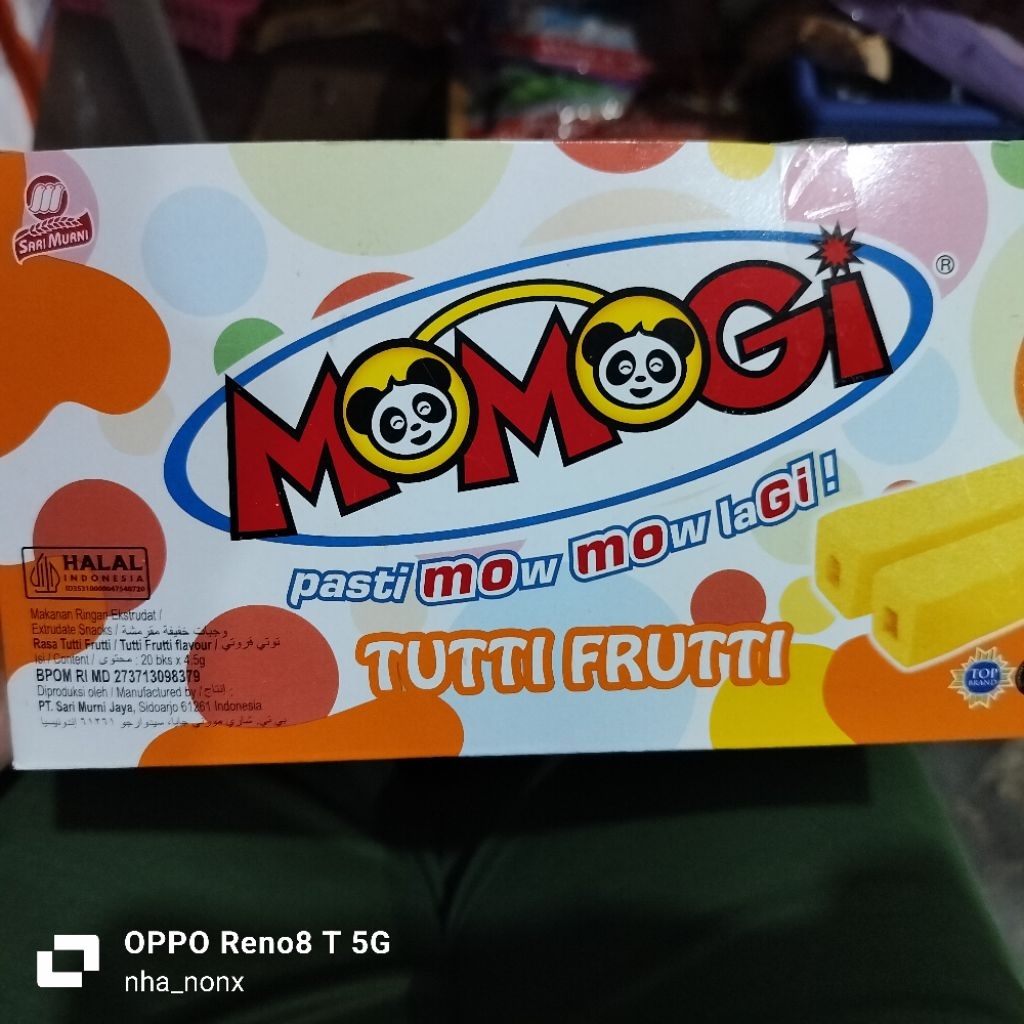 SARI MURNI
MOMOGi ®
pasti mow mow laGi !
TUTTI FRUTTI
HALAL
INDONESIA
Makanan Ringan Ekstrudat /
Extrudate Snacks / وجبات خفيفة مقرمشة
Rasa Tutti Frutti / Tutti Frutti flavour / توتي فروتي
Isi / Content / محتوى : 20 bks x 4.5g
BPOM RI MD 273713098379
Diproduksi oleh / Manufactured by / إنتاج :
PT. Sari Murni Jaya, Sidoarjo 61261 Indonesia
TOP
BRAND
OPPO Reno8 T 5G
nha_nonx